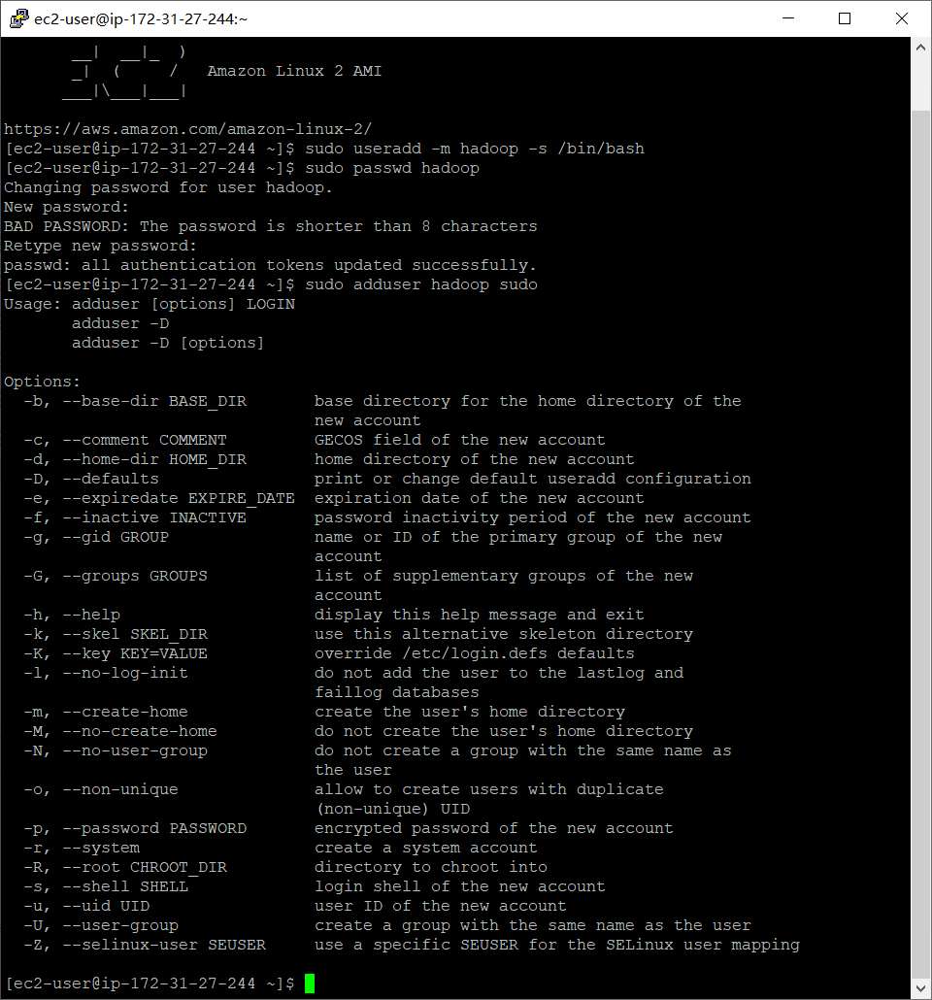 ec2-user@ip-172-31-27-244:~
       __|  __|_  )
       _|  (     /   Amazon Linux 2 AMI
      ___|\___|___|
https://aws.amazon.com/amazon-linux-2/
[ec2-user@ip-172-31-27-244 ~]$ sudo useradd -m hadoop -s /bin/bash
[ec2-user@ip-172-31-27-244 ~]$ sudo passwd hadoop
Changing password for user hadoop.
New password:
BAD PASSWORD: The password is shorter than 8 characters
Retype new password:
passwd: all authentication tokens updated successfully.
[ec2-user@ip-172-31-27-244 ~]$ sudo adduser hadoop sudo
Usage: adduser [options] LOGIN
       adduser -D
       adduser -D [options]
Options:
  -b, --base-dir BASE_DIR       base directory for the home directory of the
                                new account
  -c, --comment COMMENT         GECOS field of the new account
  -d, --home-dir HOME_DIR       home directory of the new account
  -D, --defaults                print or change default useradd configuration
  -e, --expiredate EXPIRE_DATE  expiration date of the new account
  -f, --inactive INACTIVE       password inactivity period of the new account
  -g, --gid GROUP               name or ID of the primary group of the new
                                account
  -G, --groups GROUPS           list of supplementary groups of the new
                                account
  -h, --help                    display this help message and exit
  -k, --skel SKEL_DIR           use this alternative skeleton directory
  -K, --key KEY=VALUE           override /etc/login.defs defaults
  -l, --no-log-init             do not add the user to the lastlog and
                                faillog databases
  -m, --create-home             create the user's home directory
  -M, --no-create-home          do not create the user's home directory
  -N, --no-user-group           do not create a group with the same name as
                                the user
  -o, --non-unique              allow to create users with duplicate
                                (non-unique) UID
  -p, --password PASSWORD       encrypted password of the new account
  -r, --system                  create a system account
  -R, --root CHROOT_DIR         directory to chroot into
  -s, --shell SHELL             login shell of the new account
  -u, --uid UID                 user ID of the new account
  -U, --user-group              create a group with the same name as the user
  -Z, --selinux-user SEUSER     use a specific SEUSER for the SELinux user mapping
[ec2-user@ip-172-31-27-244 ~]$